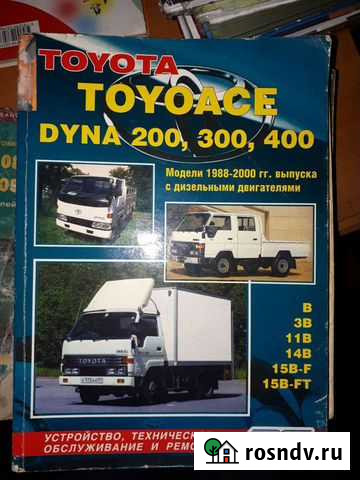 TOYOTA
TOYOACE
DYNA 200, 300, 400
Модели 1988-2000 гг. выпуска
с дизельными двигателями
B
3B
11B
14B
15B-F
15B-FT
TOYOTA
УСТРОЙСТВО, ТЕХНИЧЕС
ОБСЛУЖИВАНИЕ И РЕМО
rosndv.ru